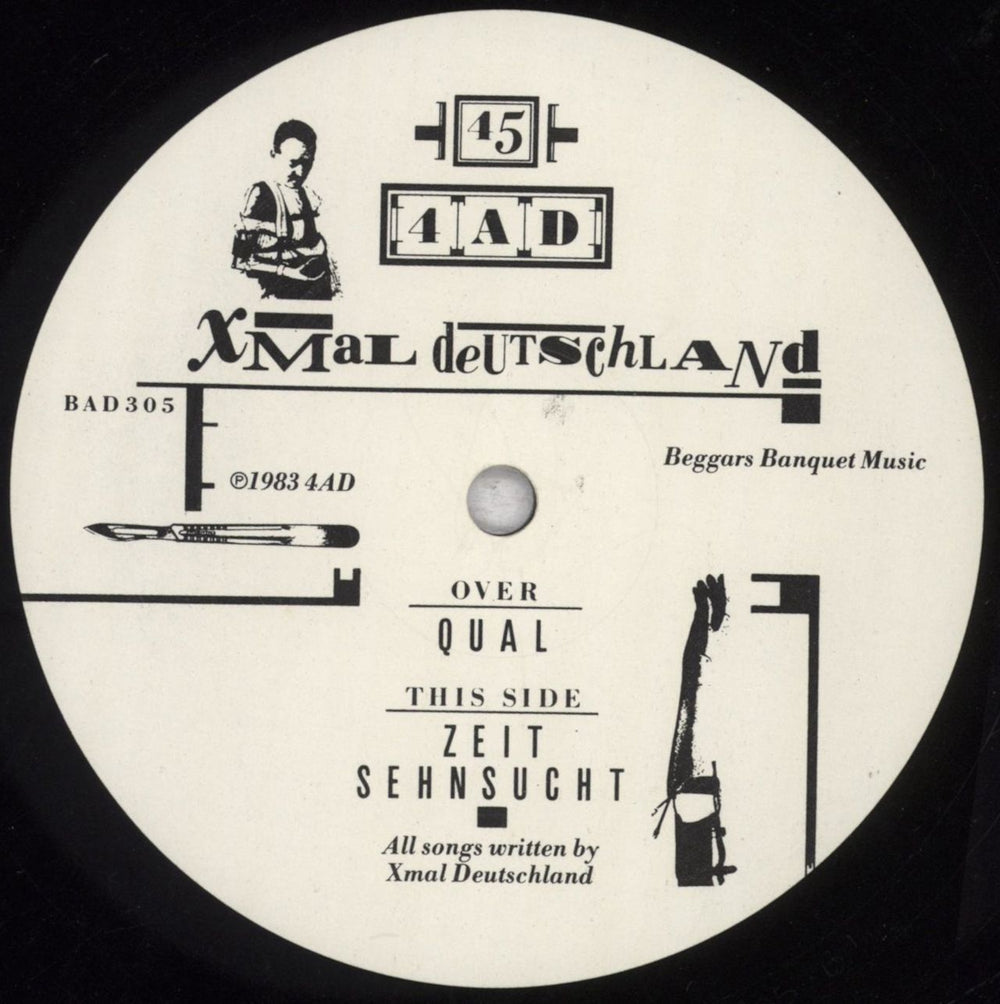 45
4AD
Xmal Deutschland
BAD305
Beggars Banquet Music
℗1983 4AD
OVER
QUAL
THIS SIDE
ZEIT
SEHNSUCHT
All songs written by
Xmal Deutschland